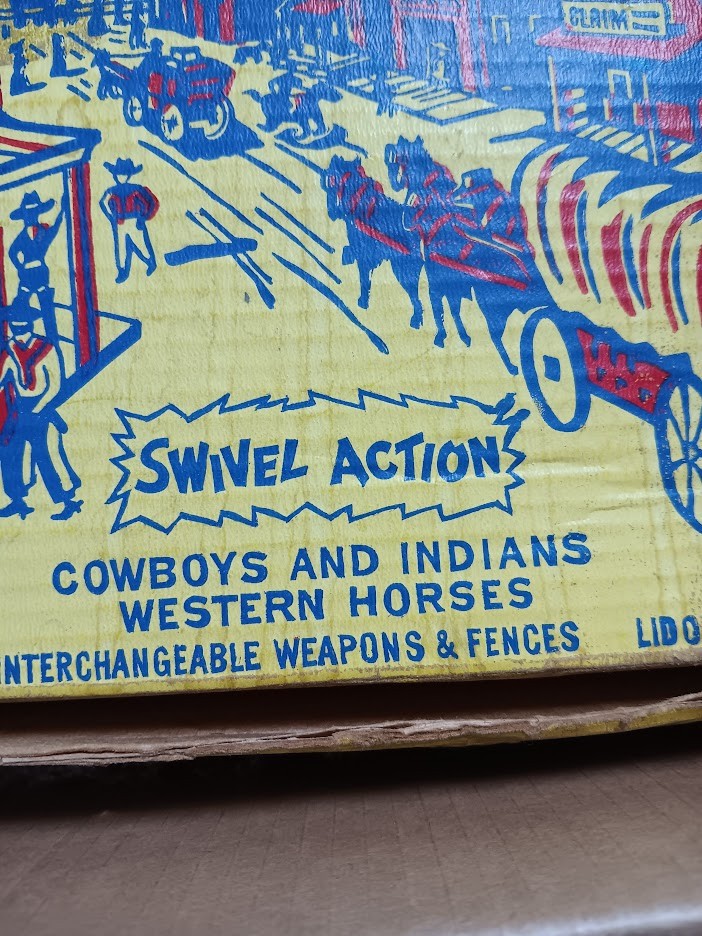 CLAIM
SWIVEL ACTION
COWBOYS AND INDIANS
WESTERN HORSES
INTERCHANGEABLE WEAPONS & FENCES LIDO